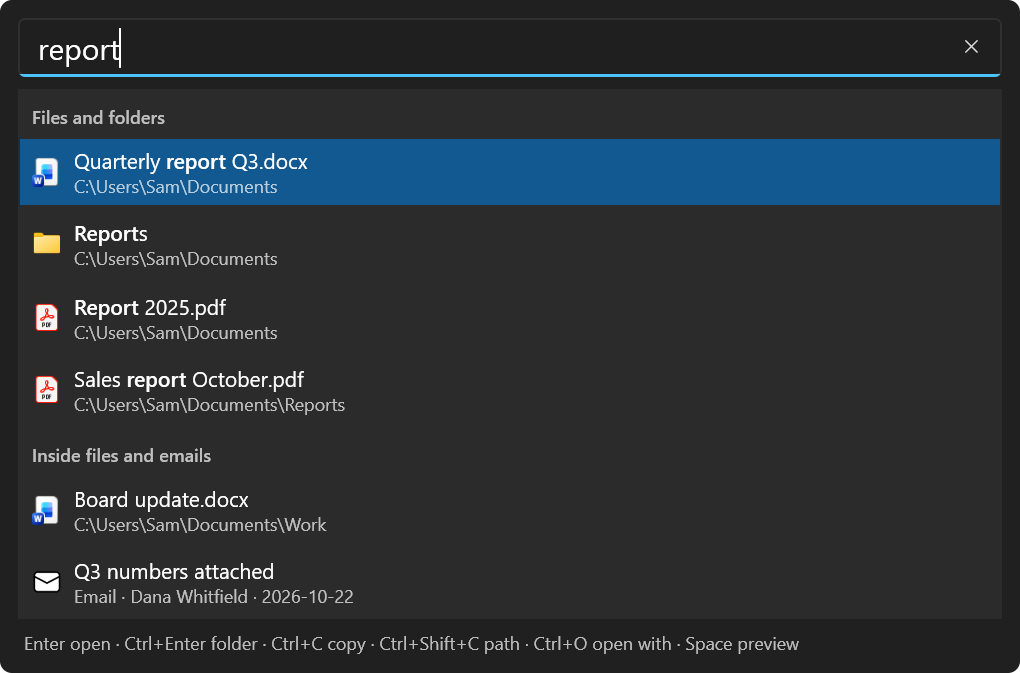 report
Files and folders
Quarterly report Q3.docx
C:\Users\Sam\Documents
Reports
C:\Users\Sam\Documents
PDF
Report 2025.pdf
C:\Users\Sam\Documents
PDF
Sales report October.pdf
C:\Users\Sam\Documents\Reports
Inside files and emails
W
Board update.docx
C:\Users\Sam\Documents\Work
Q3 numbers attached
Email · Dana Whitfield · 2026-10-22
Enter open · Ctrl+Enter folder · Ctrl+C copy · Ctrl+Shift+C path · Ctrl+O open with · Space preview